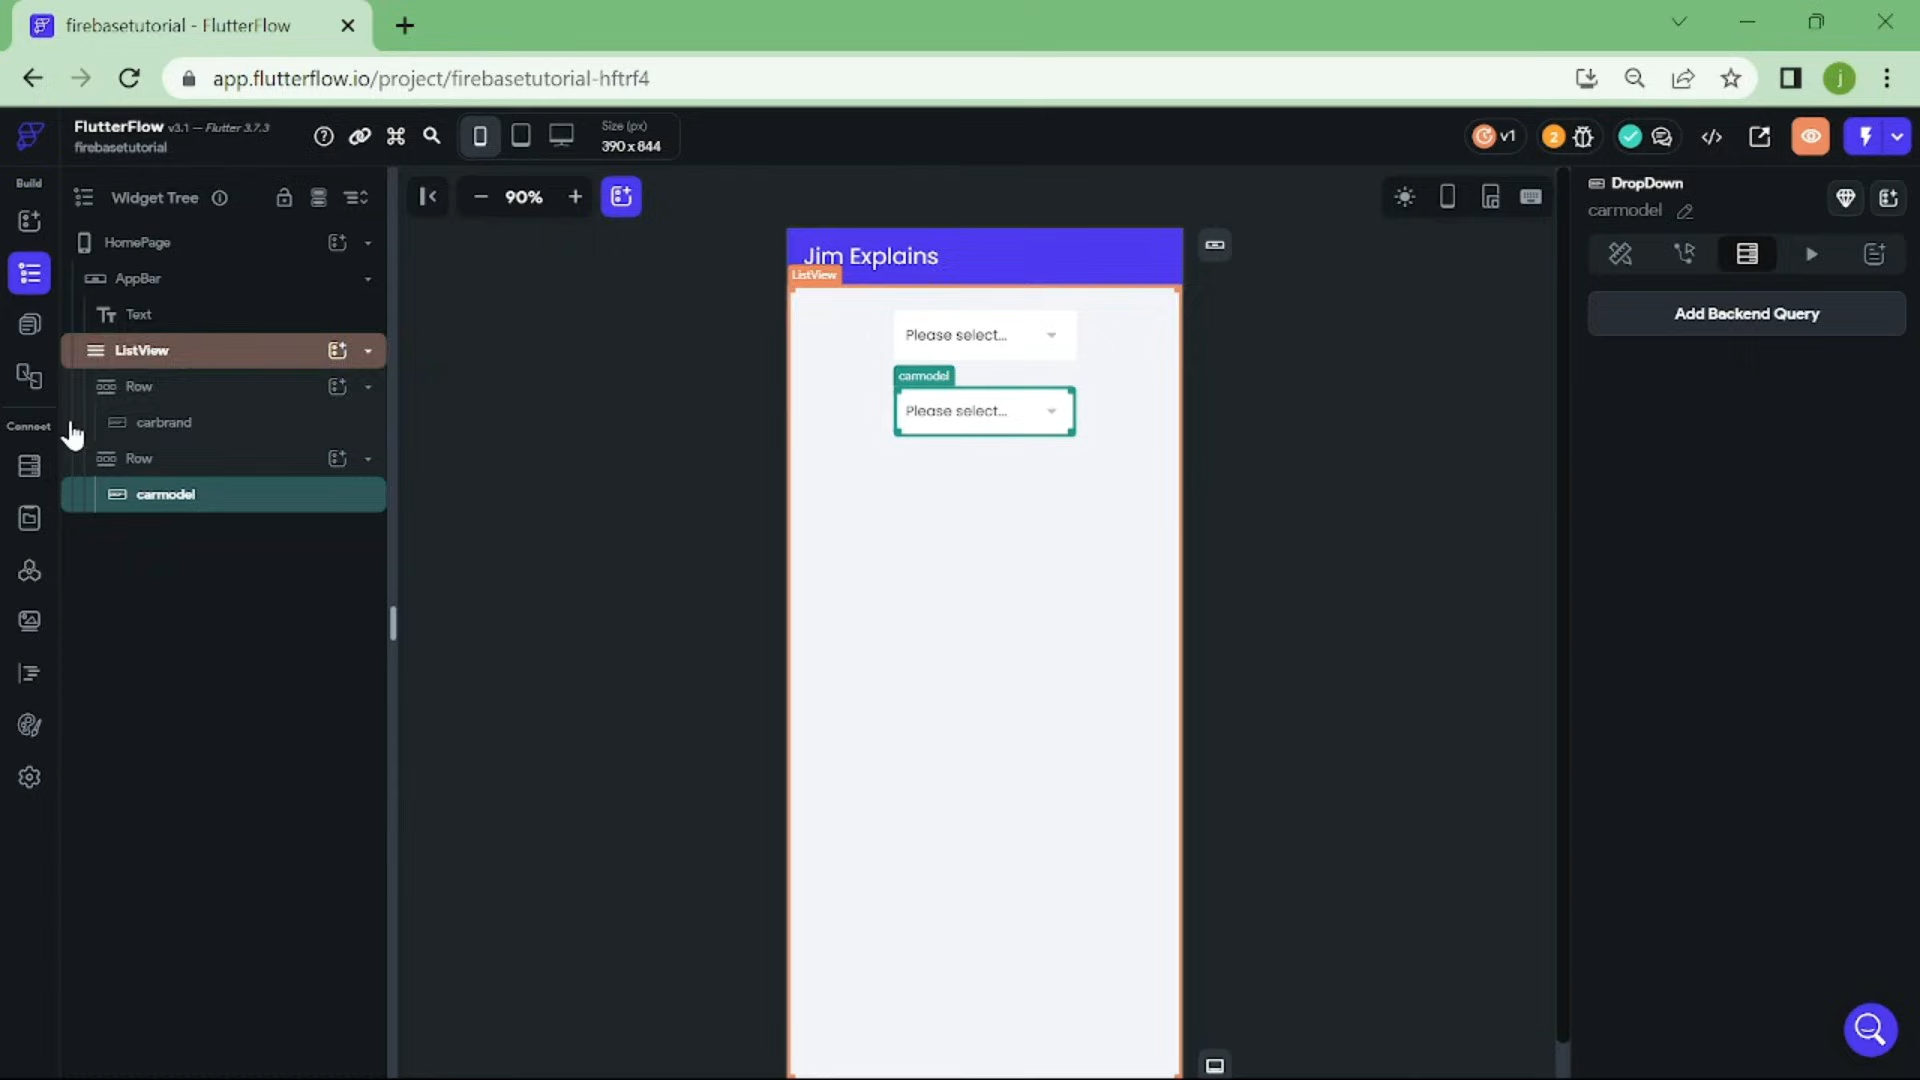 firebasetutorial - FlutterFlow
app.flutterflow.io/project/firebasetutorial-hftrf4
j
FlutterFlow v3.1 — Flutter 3.7.3
firebasetutorial
Size (px)
390 x 844
v1
2
Build
Widget Tree
90%
DropDown
carmodel
HomePage
AppBar
Text
ListView
Row
carbrand
Row
carmodel
Connect
Jim Explains
ListView
Please select...
carmodel
Please select...
Add Backend Query